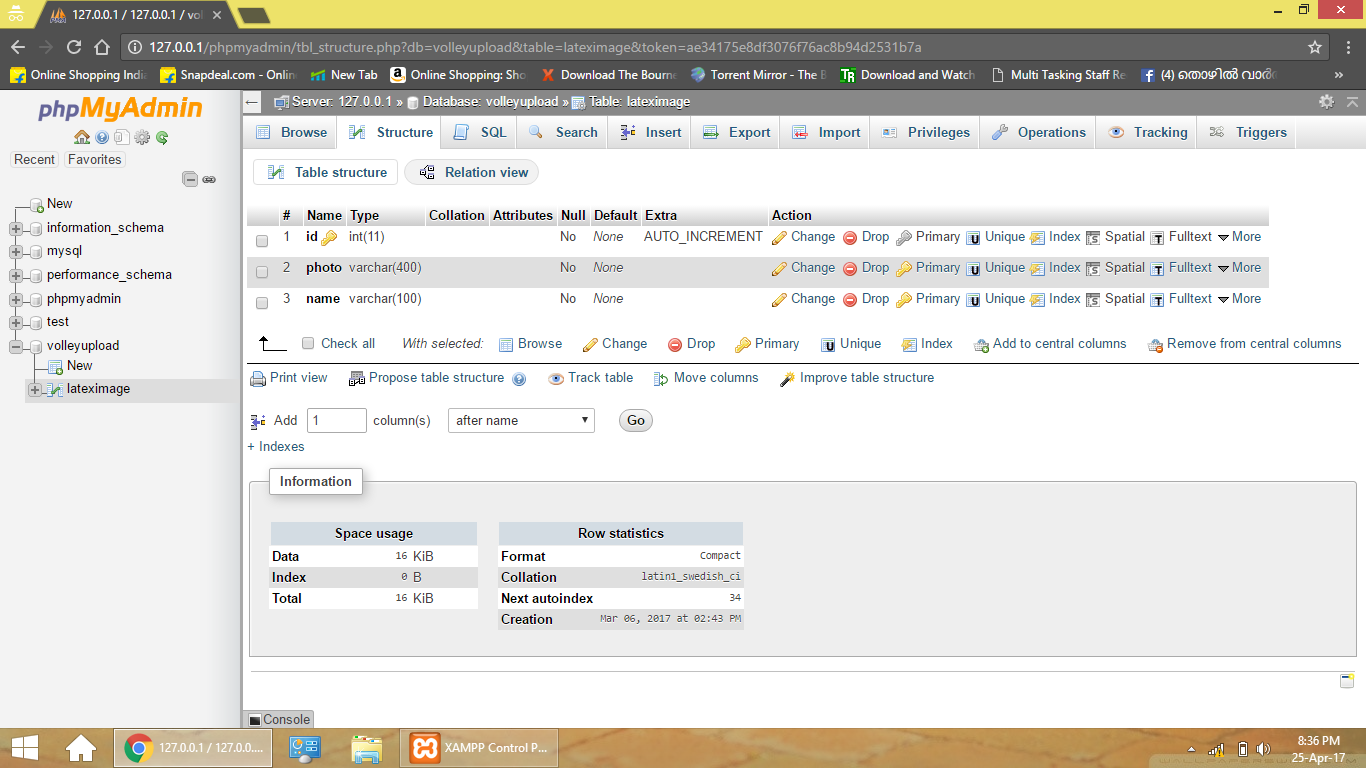 127.0.0.1 / 127.0.0.1 / vol
127.0.0.1/phpmyadmin/tbl_structure.php?db=volleyupload&table=lateximage&token=ae34175e8df3076f76ac8b94d2531b7a
Online Shopping India Snapdeal.com - Online New Tab Online Shopping: Sho Download The Bourne Torrent Mirror - The B Download and Watch Multi Tasking Staff Re (4) തൊഴിൽ വാർത »
phpMyAdmin
Recent Favorites
New
information_schema
mysql
performance_schema
phpmyadmin
test
volleyupload
New
lateximage
Server: 127.0.0.1 » Database: volleyupload » Table: lateximage
Browse Structure SQL Search Insert Export Import Privileges Operations Tracking Triggers
Table structure Relation view
# Name Type Collation Attributes Null Default Extra Action
1 id int(11) No None AUTO_INCREMENT Change Drop Primary Unique Index Spatial Fulltext More
2 photo varchar(400) No None Change Drop Primary Unique Index Spatial Fulltext More
3 name varchar(100) No None Change Drop Primary Unique Index Spatial Fulltext More
Check all With selected: Browse Change Drop Primary Unique Index Add to central columns Remove from central columns
Print view Propose table structure Track table Move columns Improve table structure
Add 1 column(s) after name Go
+ Indexes
Information
Space usage
Data 16 KiB
Index 0 B
Total 16 KiB
Row statistics
Format Compact
Collation latin1_swedish_ci
Next autoindex 34
Creation Mar 06, 2017 at 02:43 PM
Console
127.0.0.1 / 127.0.0.... XAMPP Control P...
8:36 PM
25-Apr-17